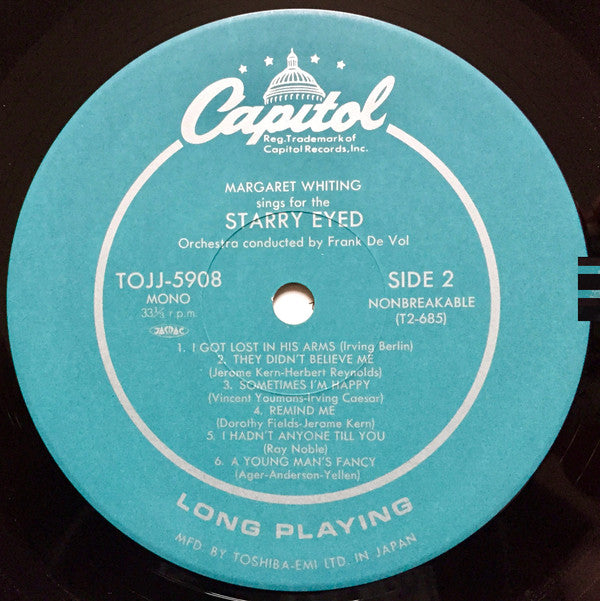 Capitol
Reg. Trademark of
Capitol Records, Inc.
MARGARET WHITING
sings for the
STARRY EYED
Orchestra conducted by Frank De Vol
TOJJ-5908
MONO
33⅓ r.p.m.
JASRAC
SIDE 2
NONBREAKABLE
(T2-685)
1. I GOT LOST IN HIS ARMS (Irving Berlin)
2. THEY DIDN'T BELIEVE ME
(Jerome Kern-Herbert Reynolds)
3. SOMETIMES I'M HAPPY
(Vincent Youmans-Irving Caesar)
4. REMIND ME
(Dorothy Fields-Jerome Kern)
5. I HADN'T ANYONE TILL YOU
(Ray Noble)
6. A YOUNG MAN'S FANCY
(Ager-Anderson-Yellen)
LONG PLAYING
MFD. BY TOSHIBA-EMI LTD. IN JAPAN